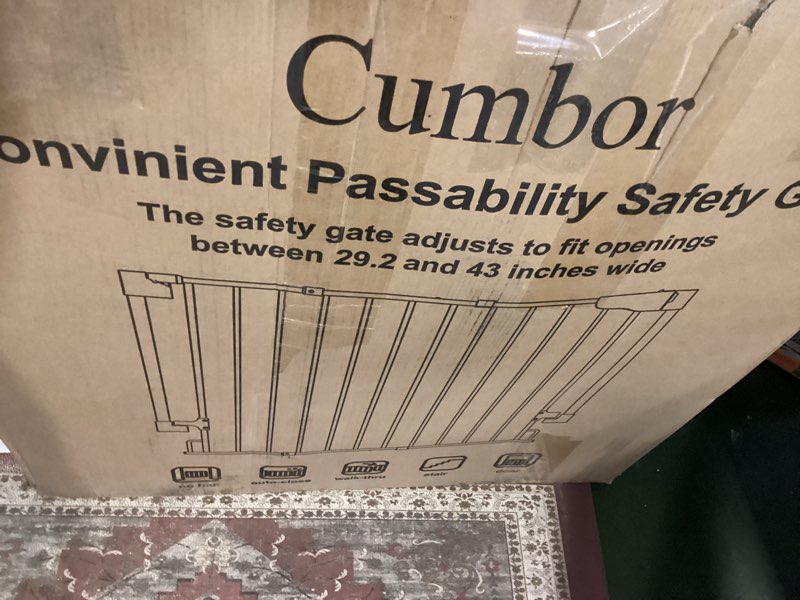 Cumbor
onvinient Passability Safety G
The safety gate adjusts to fit openings
between 29.2 and 43 inches wide
auto-close
walk-thru
stair